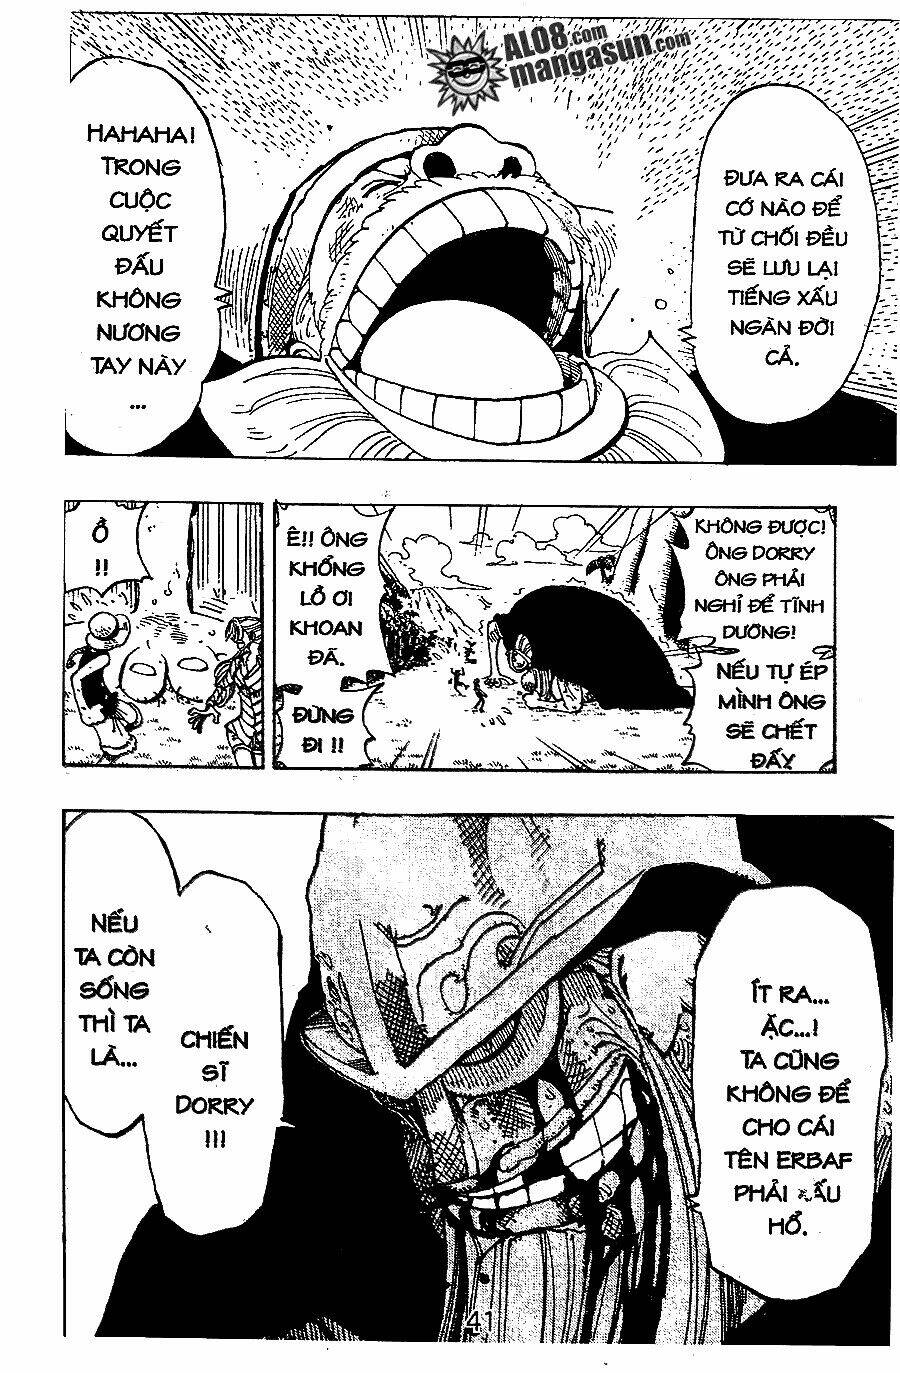 AL08.com
mangasun.com
HAHAHA!
TRONG
CUỘC
QUYẾT
ĐẤU
KHÔNG
NƯƠNG
TAY NÀY
...
ĐƯA RA CÁI
CỚ NÀO ĐỂ
TỪ CHỐI ĐỀU
SẼ LƯU LẠI
TIẾNG XẤU
NGÀN ĐỜI
CẢ.
Ồ
!!
Ê!! ÔNG
KHỔNG
LỒ ƠI
KHOAN
ĐÃ.
ĐỪNG
ĐI !!
KHÔNG ĐƯỢC!
ÔNG DORRY
ÔNG PHẢI
NGHỈ ĐỂ TĨNH
DƯỠNG!
NẾU TỰ ÉP
MÌNH ÔNG
SẼ CHẾT
ĐẤY
NẾU
TA CÒN
SỐNG
THÌ TA
LÀ...
CHIẾN
SĨ
DORRY
!!!
ÍT RA...
ẶC...!
TA CŨNG
KHÔNG ĐỂ
CHO CÁI
TÊN ERBAF
PHẢI XẤU
HỔ.
41